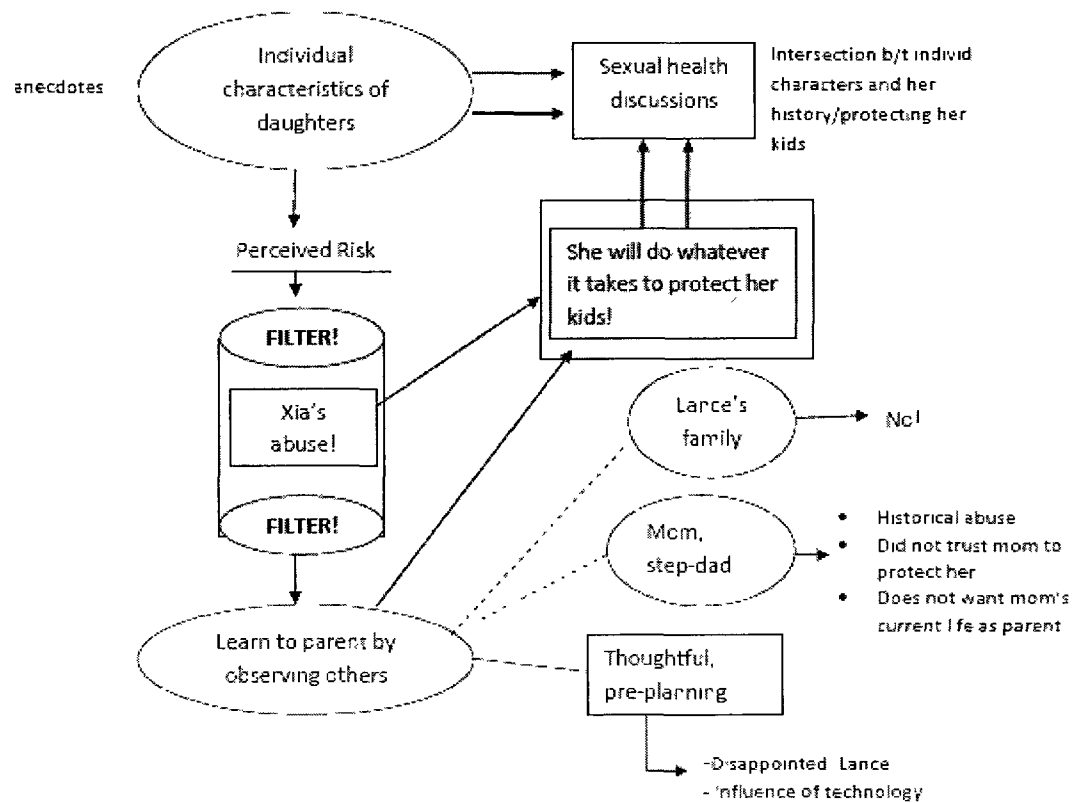 anecdotes
Individual
characteristics of
daughters
Sexual health
discussions
Intersection b/t individ
characters and her
history/protecting her
kids
Perceived Risk
FILTER!
Xia's
abuse!
FILTER!
She will do whatever
it takes to protect her
kids!
Lance's
family
No!
Mom,
step-dad
• Historical abuse
• Did not trust mom to
protect her
• Does not want mom's
current life as parent
Learn to parent by
observing others
Thoughtful,
pre-planning
-Disappointed Lance
- Influence of technology